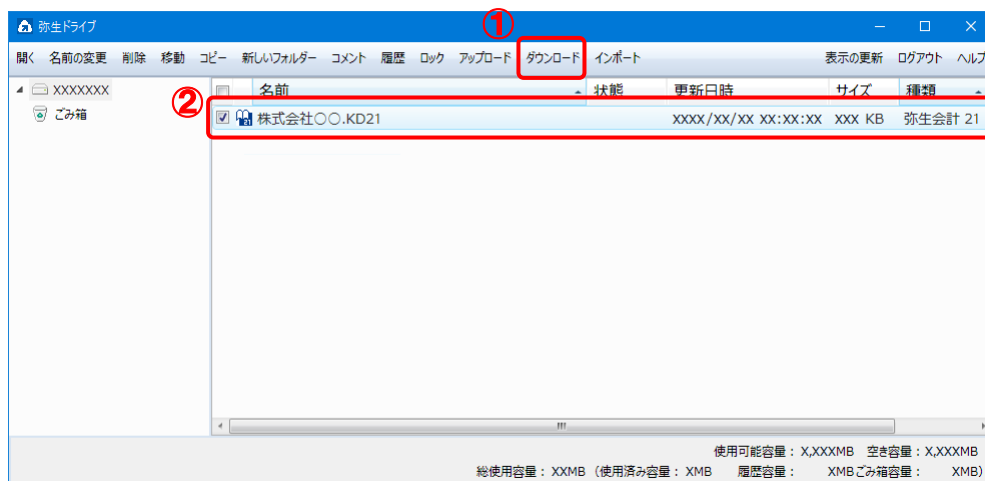 弥生ドライブ
①
開く 名前の変更 削除 移動 コピー 新しいフォルダー コメント 履歴 ロック アップロード ダウンロード インポート 表示の更新 ログアウト ヘルプ
XXXXXXX
ごみ箱
②
名前 状態 更新日時 サイズ 種類
株式会社○○.KD21 xxxx/xx/xx xx:xx:xx xxx KB 弥生会計 21
使用可能容量： X,XXXMB 空き容量：X,XXXMB
総使用容量： XXMB（使用済み容量： XMB 履歴容量： XMBごみ箱容量： XMB)